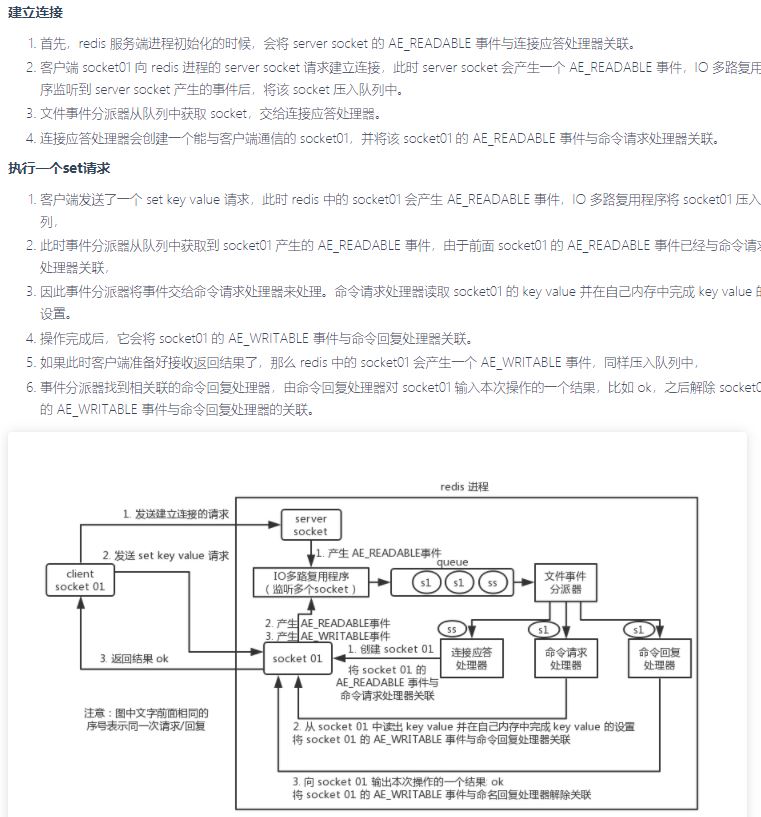 建立连接
1. 首先，redis 服务端进程初始化的时候，会将 server socket 的 AE_READABLE 事件与连接应答处理器关联。
2. 客户端 socket01 向 redis 进程的 server socket 请求建立连接，此时 server socket 会产生一个 AE_READABLE 事件，IO 多路复用
序监听到 server socket 产生的事件后，将该 socket 压入队列中。
3. 文件事件分派器从队列中获取 socket，交给连接应答处理器。
4. 连接应答处理器会创建一个能与客户端通信的 socket01，并将该 socket01 的 AE_READABLE 事件与命令请求处理器关联。
执行一个set请求
1. 客户端发送了一个 set key value 请求，此时 redis 中的 socket01 会产生 AE_READABLE 事件，IO 多路复用程序将 socket01 压入
列，
2. 此时事件分派器从队列中获取到 socket01 产生的 AE_READABLE 事件，由于前面 socket01 的 AE_READABLE 事件已经与命令请
处理器关联，
3. 因此事件分派器将事件交给命令请求处理器来处理。命令请求处理器读取 socket01 的 key value 并在自己内存中完成 key value 的
设置。
4. 操作完成后，它会将 socket01 的 AE_WRITABLE 事件与命令回复处理器关联。
5. 如果此时客户端准备好接收返回结果了，那么 redis 中的 socket01 会产生一个 AE_WRITABLE 事件，同样压入队列中，
6. 事件分派器找到相关联的命令回复处理器，由命令回复处理器对 socket01 输入本次操作的一个结果，比如 ok，之后解除 socket0
的 AE_WRITABLE 事件与命令回复处理器的关联。
redis 进程
1. 发送建立连接的请求
server
socket
2. 发送 set key value 请求
1. 产生 AE_READABLE事件
queue
client
socket 01
IO多路复用程序
（监听多个socket）
s1
s1
ss
文件事件
分派器
2. 产生 AE_READABLE事件
3. 产生 AE_WRITABLE事件
ss
s1
s1
3. 返回结果 ok
socket 01
1. 创建 socket 01
将 socket 01 的
AE_READABLE 事件与
命令请求处理器关联
连接应答
处理器
命令请求
处理器
命令回复
处理器
注意：图中文字前面相同的
序号表示同一次请求/回复
2. 从 socket 01 中读出 key value 并在自己内存中完成 key value 的设置
将 socket 01 的 AE_WRITABLE 事件与命令回复处理器关联
3. 向 socket 01 输出本次操作的一个结果 ok
将 socket 01 的 AE_WRITABLE 事件与命名回复处理器解除关联